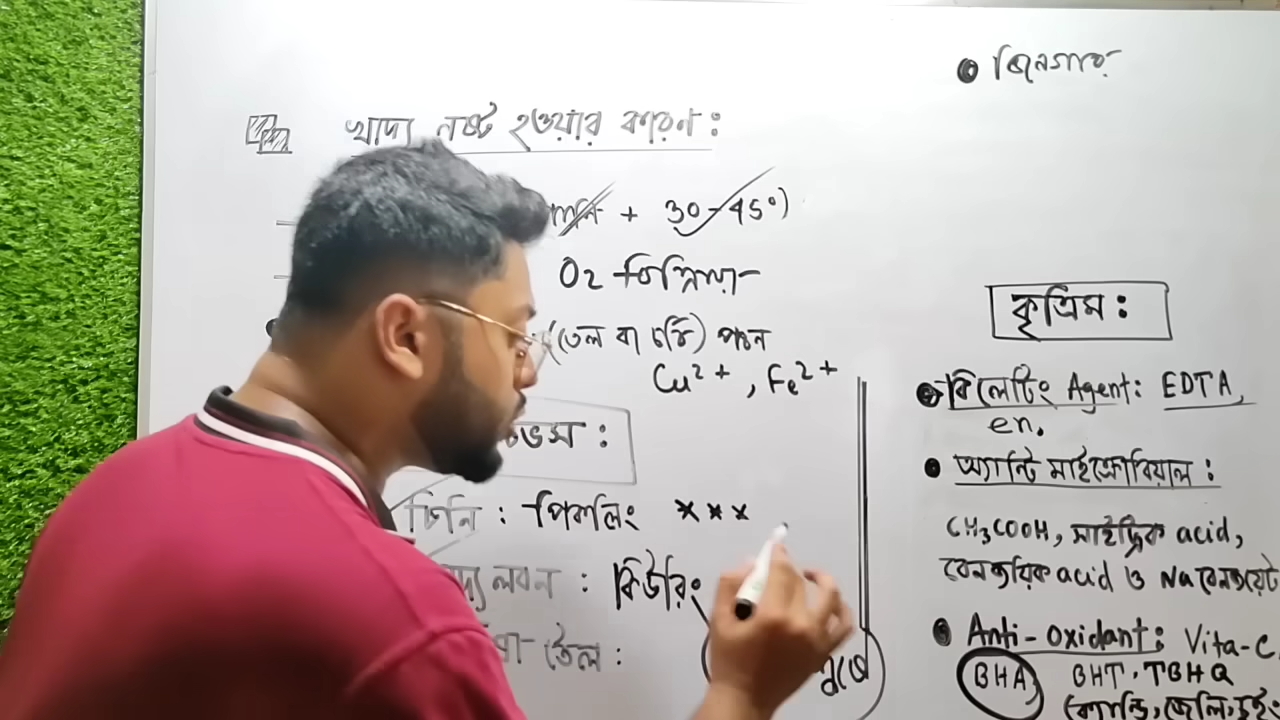 ভিনেগার
খাদ্য নষ্ট হওয়ার কারণ :
পানি + 30-45°)
O2 বিক্রিয়া
(তেল বা চর্বি) পচন
Cu2+ , Fe2+
চিনি : পিকলিং ***
লবন : কিউরিং
তৈল :
কৃত্রিম :
কিলেটিং Agent: EDTA,
en.
অ্যান্টি মাইক্রোবিয়াল :
CH3COOH, সাইট্রিক acid,
বেনজয়িক acid ও Na বেনজয়েট
Anti-Oxidant: Vita-C
BHA, BHT, TBHQ